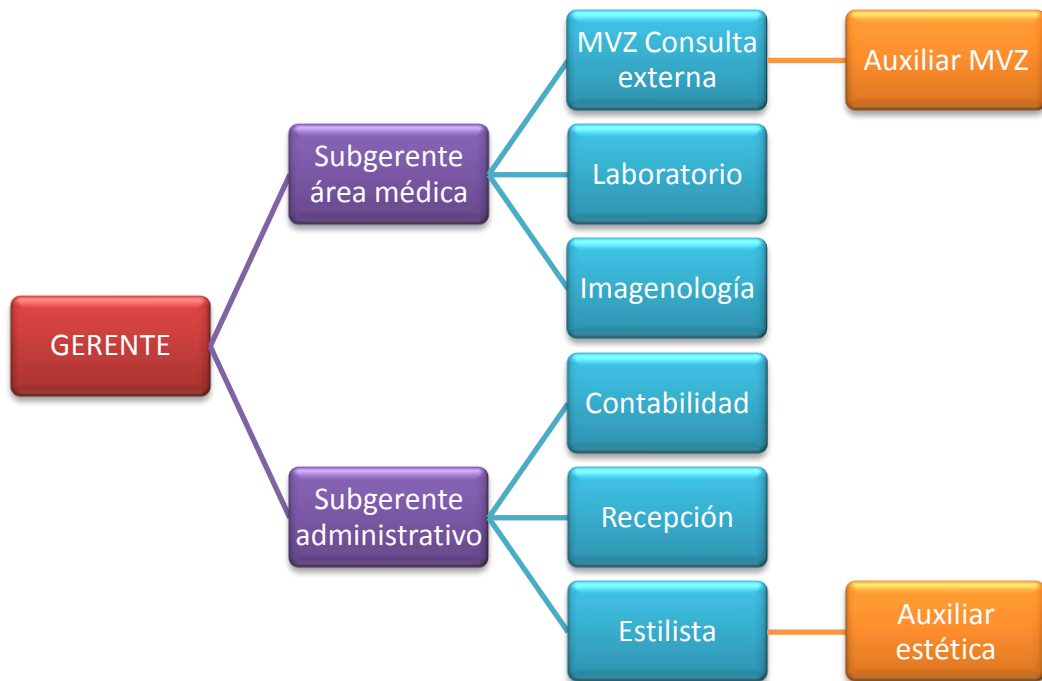 GERENTE
Subgerente
área médica
MVZ Consulta
externa
Auxiliar MVZ
Laboratorio
Imagenología
Subgerente
administrativo
Contabilidad
Recepción
Estilista
Auxiliar
estética